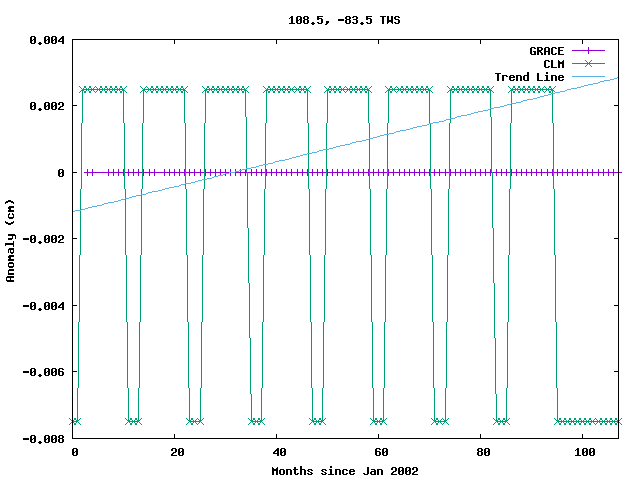 108.5, -83.5 TWS
GRACE
CLM
Trend Line
0.004
0.002
0
-0.002
-0.004
-0.006
-0.008
Anomaly (cm)
0 20 40 60 80 100
Months since Jan 2002